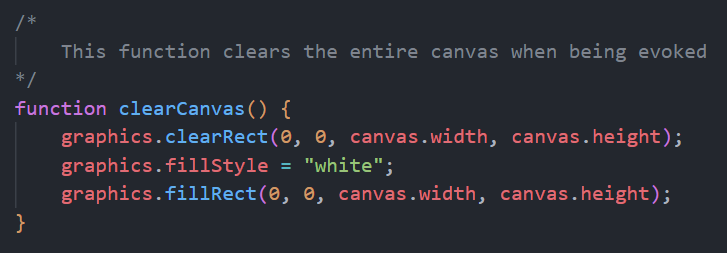 /*
    This function clears the entire canvas when being evoked
*/
function clearCanvas() {
    graphics.clearRect(0, 0, canvas.width, canvas.height);
    graphics.fillStyle = "white";
    graphics.fillRect(0, 0, canvas.width, canvas.height);
}